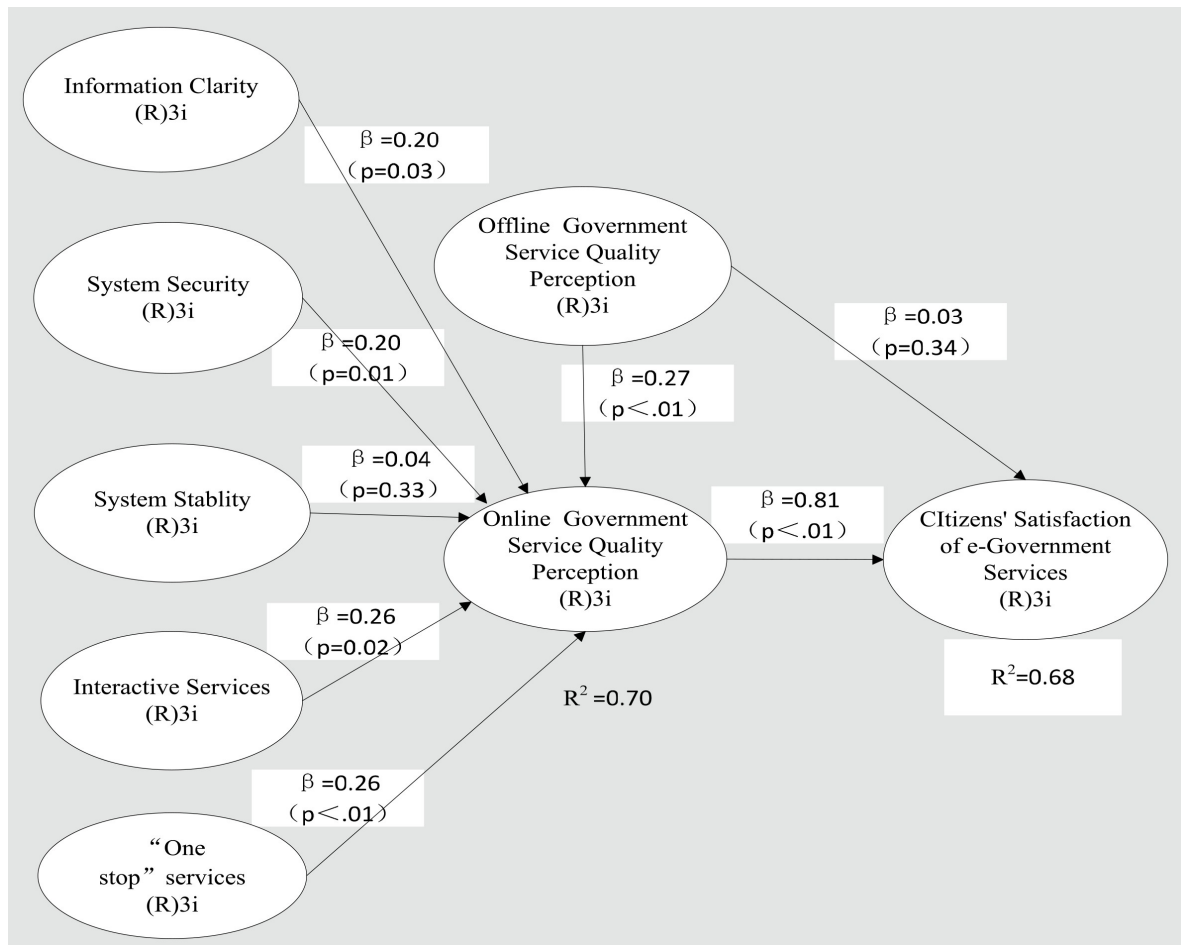 Information Clarity
(R)3i
β =0.20
（p=0.03）
Offline Government
Service Quality
Perception
(R)3i
System Security
(R)3i
β =0.20
（p=0.01）
β =0.03
（p=0.34）
β =0.27
（p＜.01）
System Stablity
(R)3i
β =0.04
（p=0.33）
Online Government
Service Quality
Perception
(R)3i
β =0.81
（p＜.01）
CItizens' Satisfaction
of e-Government
Services
(R)3i
R²=0.68
Interactive Services
(R)3i
β =0.26
（p=0.02）
R² =0.70
β =0.26
（p＜.01）
“One
stop” services
(R)3i